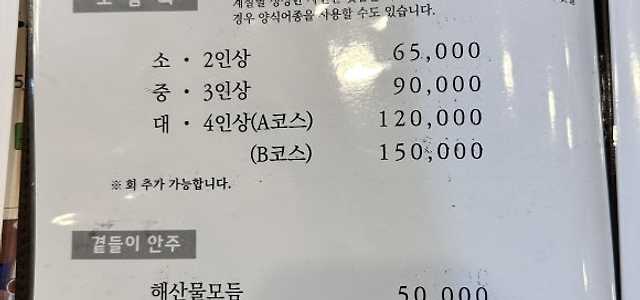 경우 양식어종을 사용할 수도 있습니다.
소 · 2인상 65,000
중 · 3인상 90,000
대 · 4인상(A코스) 120,000
(B코스) 150,000
※ 회 추가 가능합니다.
곁들이 안주
해산물모듬 50,000